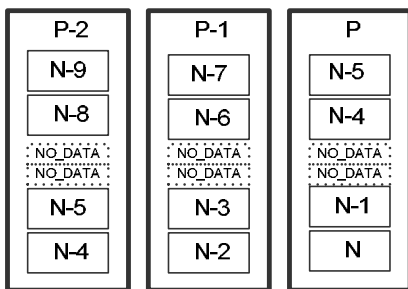 P-2
N-9
N-8
NO_DATA
NO_DATA
N-5
N-4
P-1
N-7
N-6
NO_DATA
NO_DATA
N-3
N-2
P
N-5
N-4
NO_DATA
NO_DATA
N-1
N